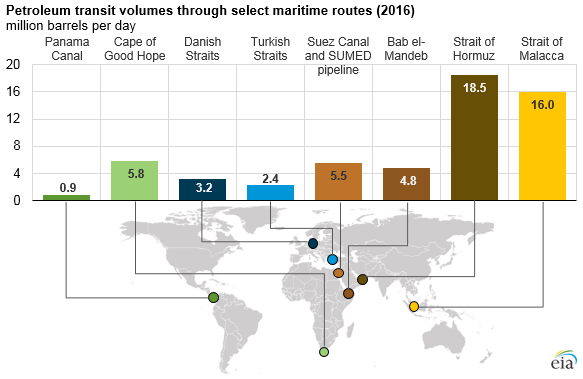 Petroleum transit volumes through select maritime routes (2016)
million barrels per day
Panama
Canal
Cape of
Good Hope
Danish
Straits
Turkish
Straits
Suez Canal
and SUMED
pipeline
Bab el-
Mandeb
Strait of
Hormuz
Strait of
Malacca
20
16
12
8
4
0
0.9
5.8
3.2
2.4
5.5
4.8
18.5
16.0
eia